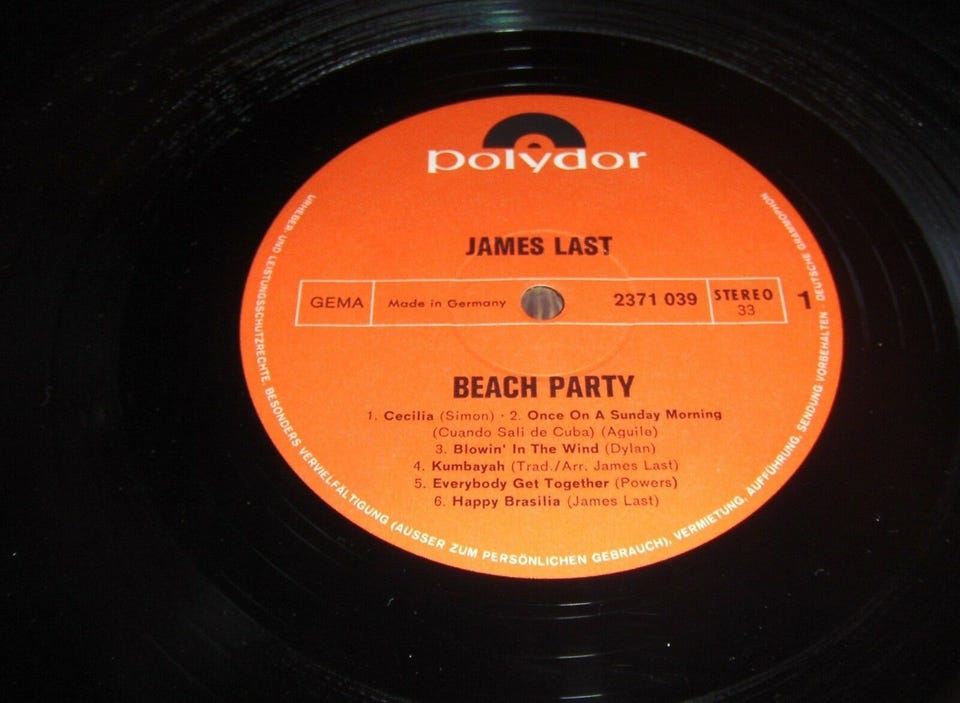 polydor
JAMES LAST
GEMA
Made in Germany
2371 039
STEREO
33
1
BEACH PARTY
1. Cecilia (Simon) · 2. Once On A Sunday Morning
(Cuando Sali de Cuba) (Aguile)
3. Blowin' In The Wind (Dylan)
4. Kumbayah (Trad./Arr. James Last)
5. Everybody Get Together (Powers)
6. Happy Brasilia (James Last)
URHEBER- UND LEISTUNGSSCHUTZRECHTE, BESONDERS VERVIELFÄLTIGUNG (AUSSER ZUM PERSÖNLICHEN GEBRAUCH), VERMIETUNG, AUFFÜHRUNG, SENDUNG VORBEHALTEN · DEUTSCHE GRAMMOPHON